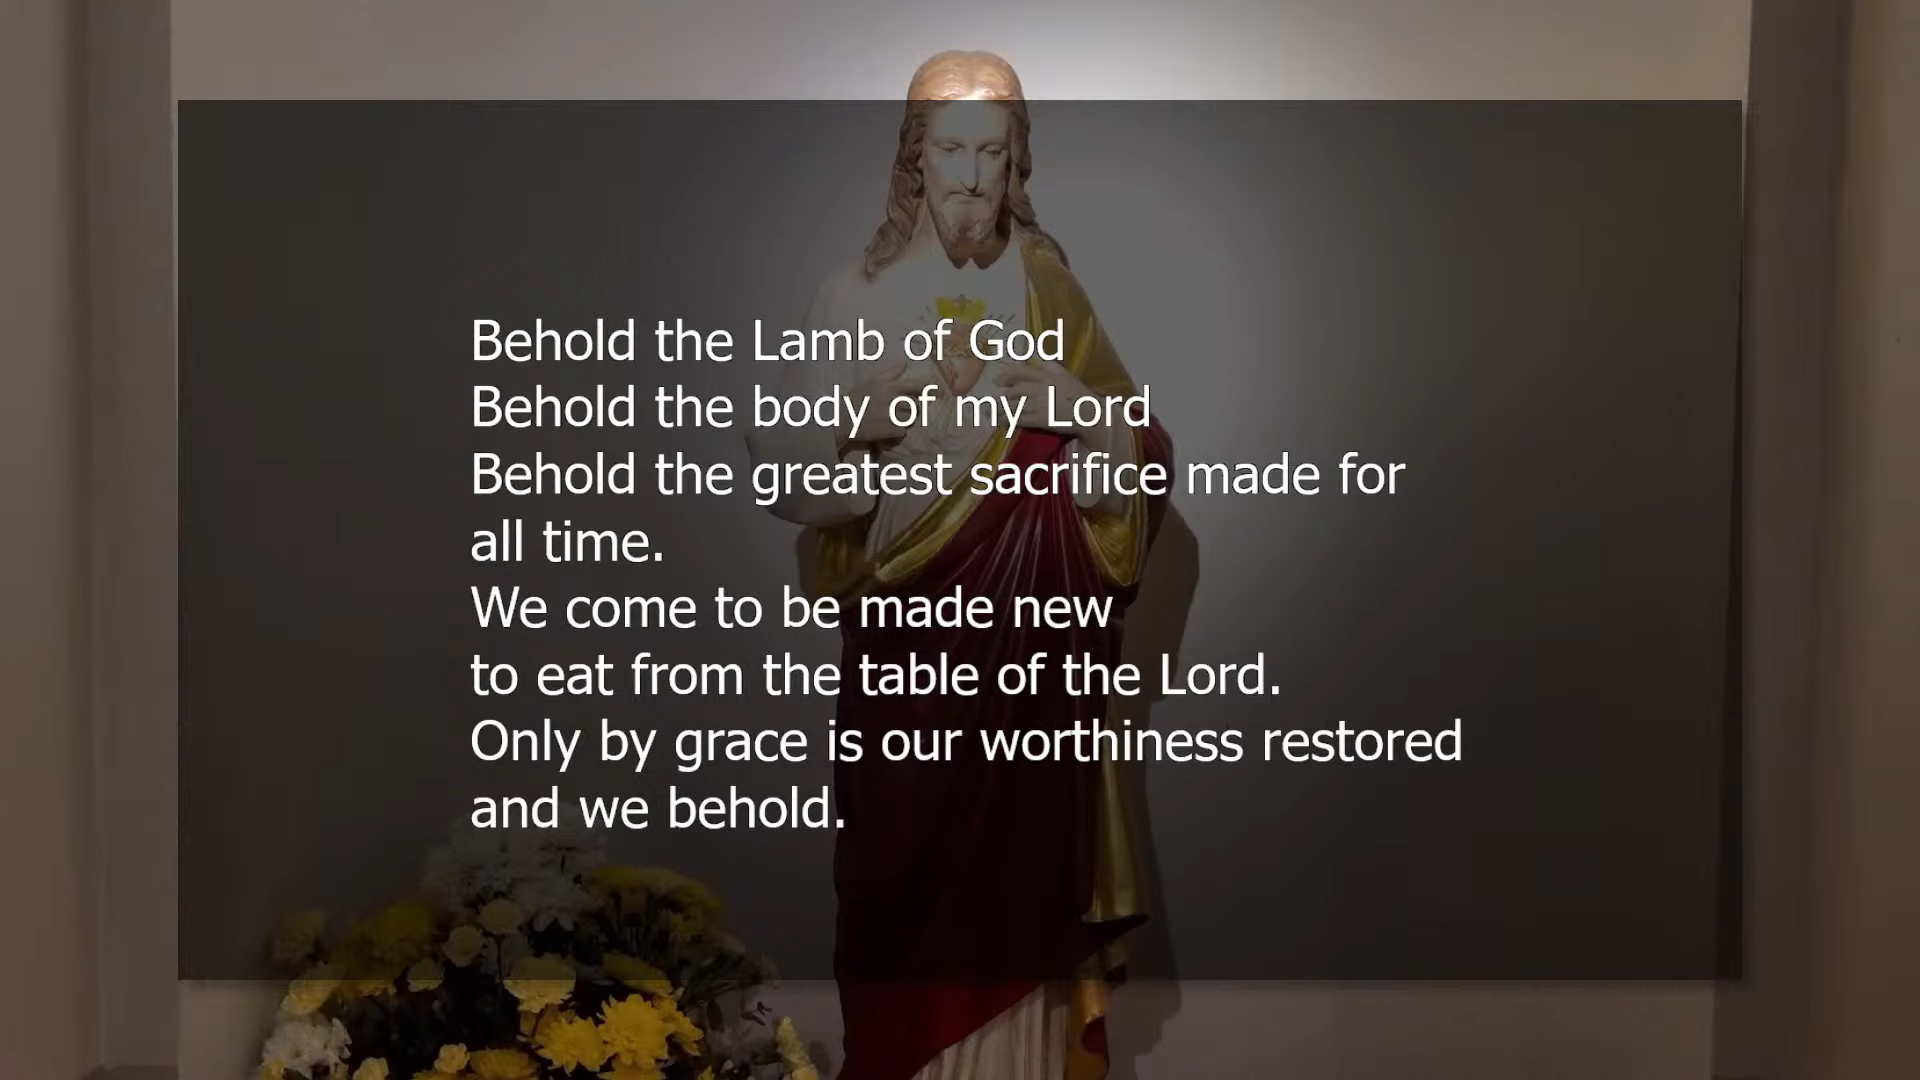 Behold the Lamb of God
Behold the body of my Lord
Behold the greatest sacrifice made for
all time.
We come to be made new
to eat from the table of the Lord.
Only by grace is our worthiness restored
and we behold.